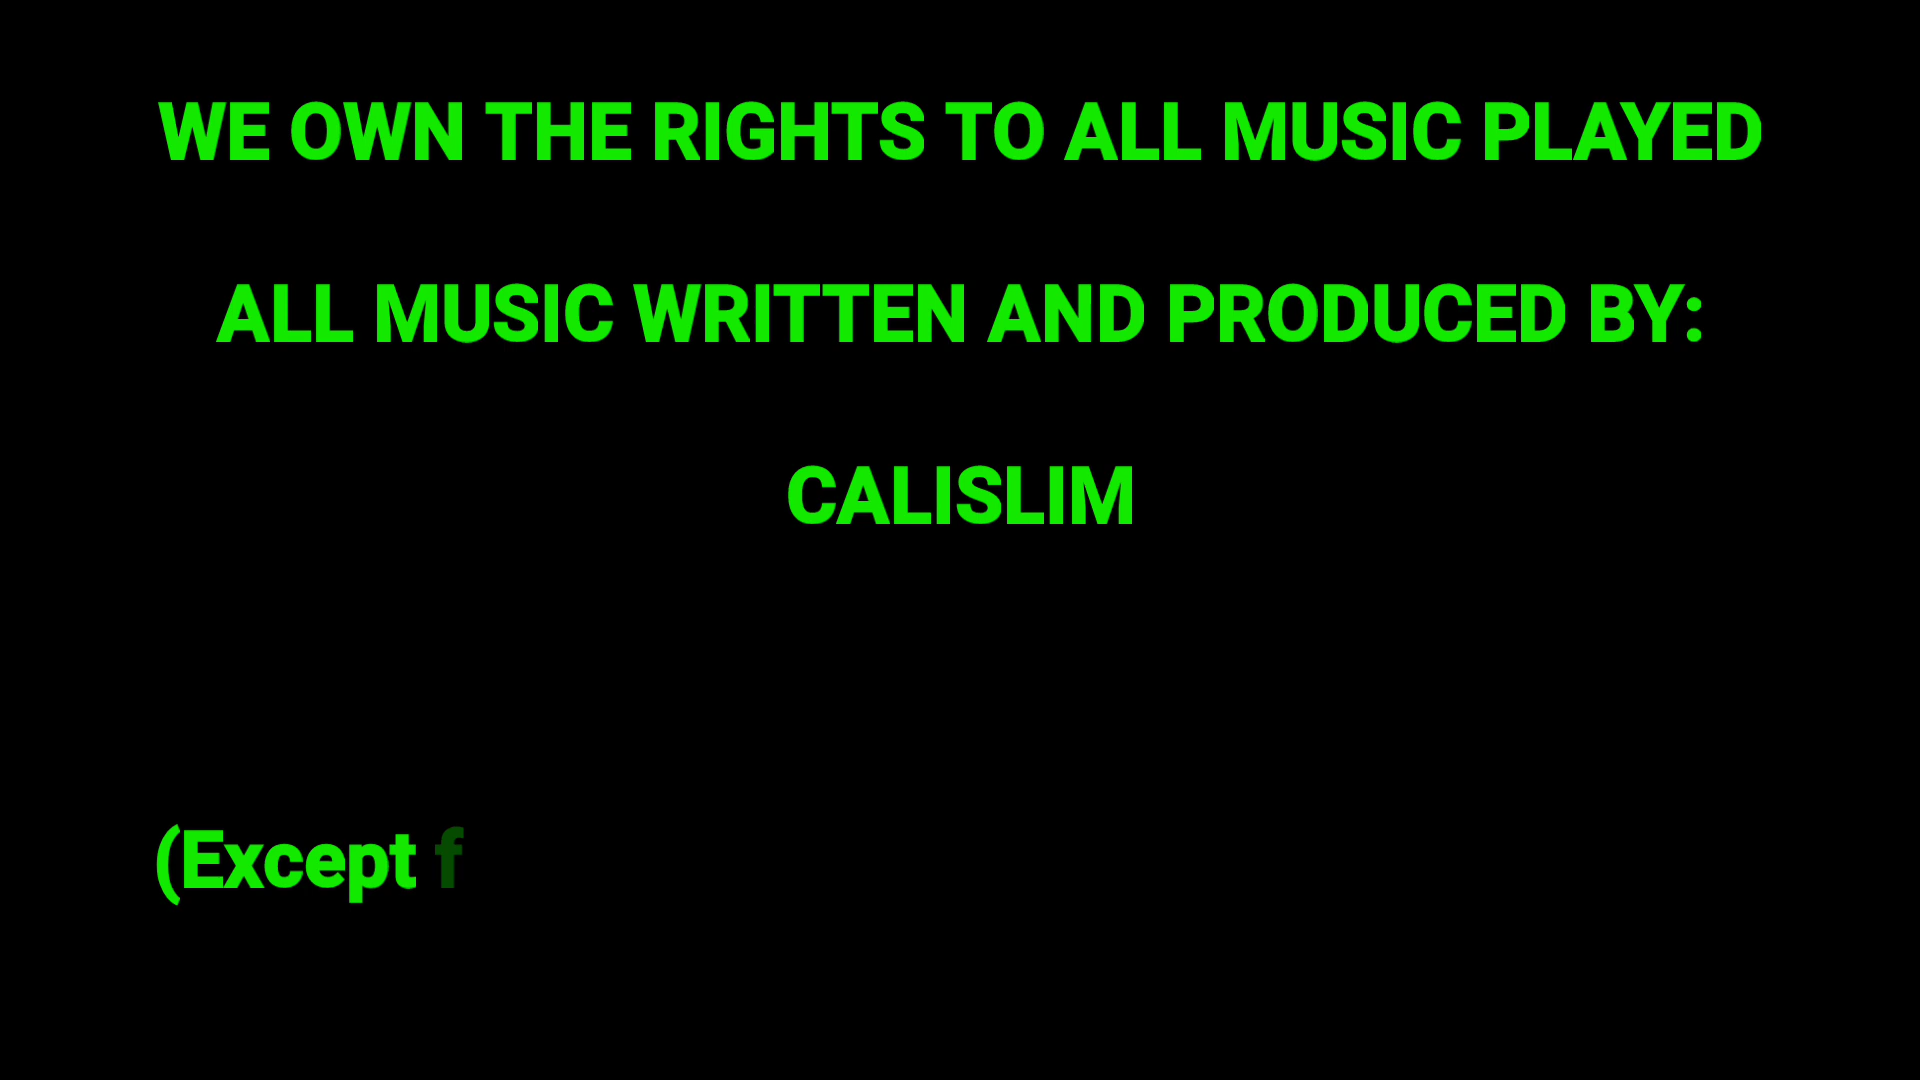 WE OWN THE RIGHTS TO ALL MUSIC PLAYED
ALL MUSIC WRITTEN AND PRODUCED BY:
CALISLIM
(Except f